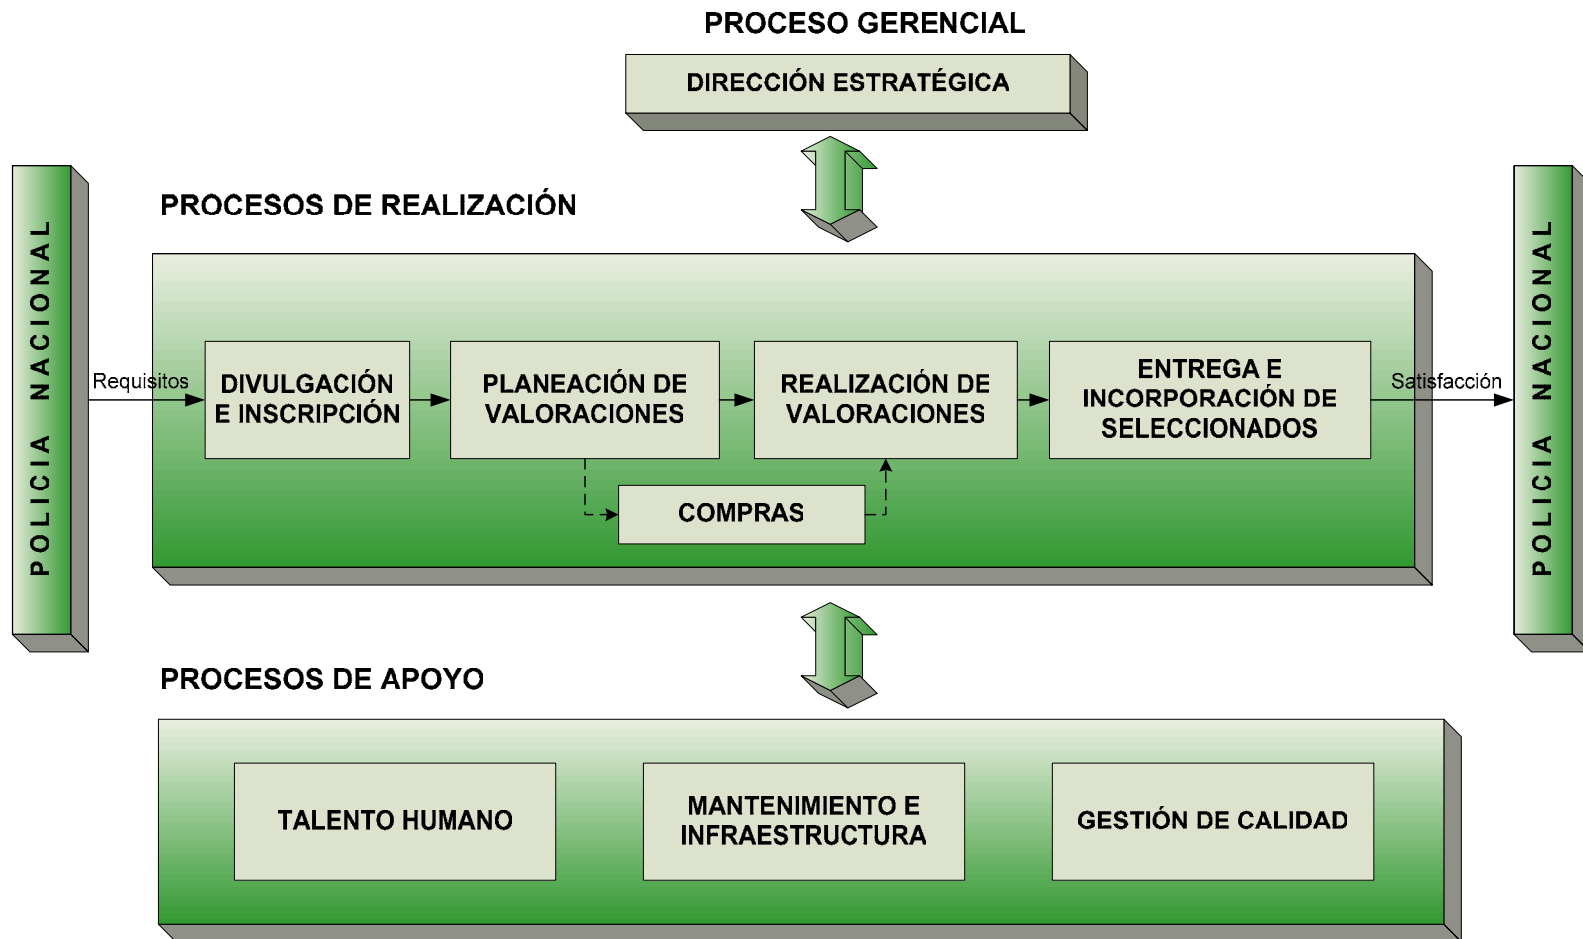 PROCESO GERENCIAL
DIRECCIÓN ESTRATÉGICA
PROCESOS DE REALIZACIÓN
POLICIA NACIONAL
Requisitos
DIVULGACIÓN
E INSCRIPCIÓN
PLANEACIÓN DE
VALORACIONES
REALIZACIÓN DE
VALORACIONES
ENTREGA E
INCORPORACIÓN DE
SELECCIONADOS
Satisfacción
POLICIA NACIONAL
COMPRAS
PROCESOS DE APOYO
TALENTO HUMANO
MANTENIMIENTO E
INFRAESTRUCTURA
GESTIÓN DE CALIDAD